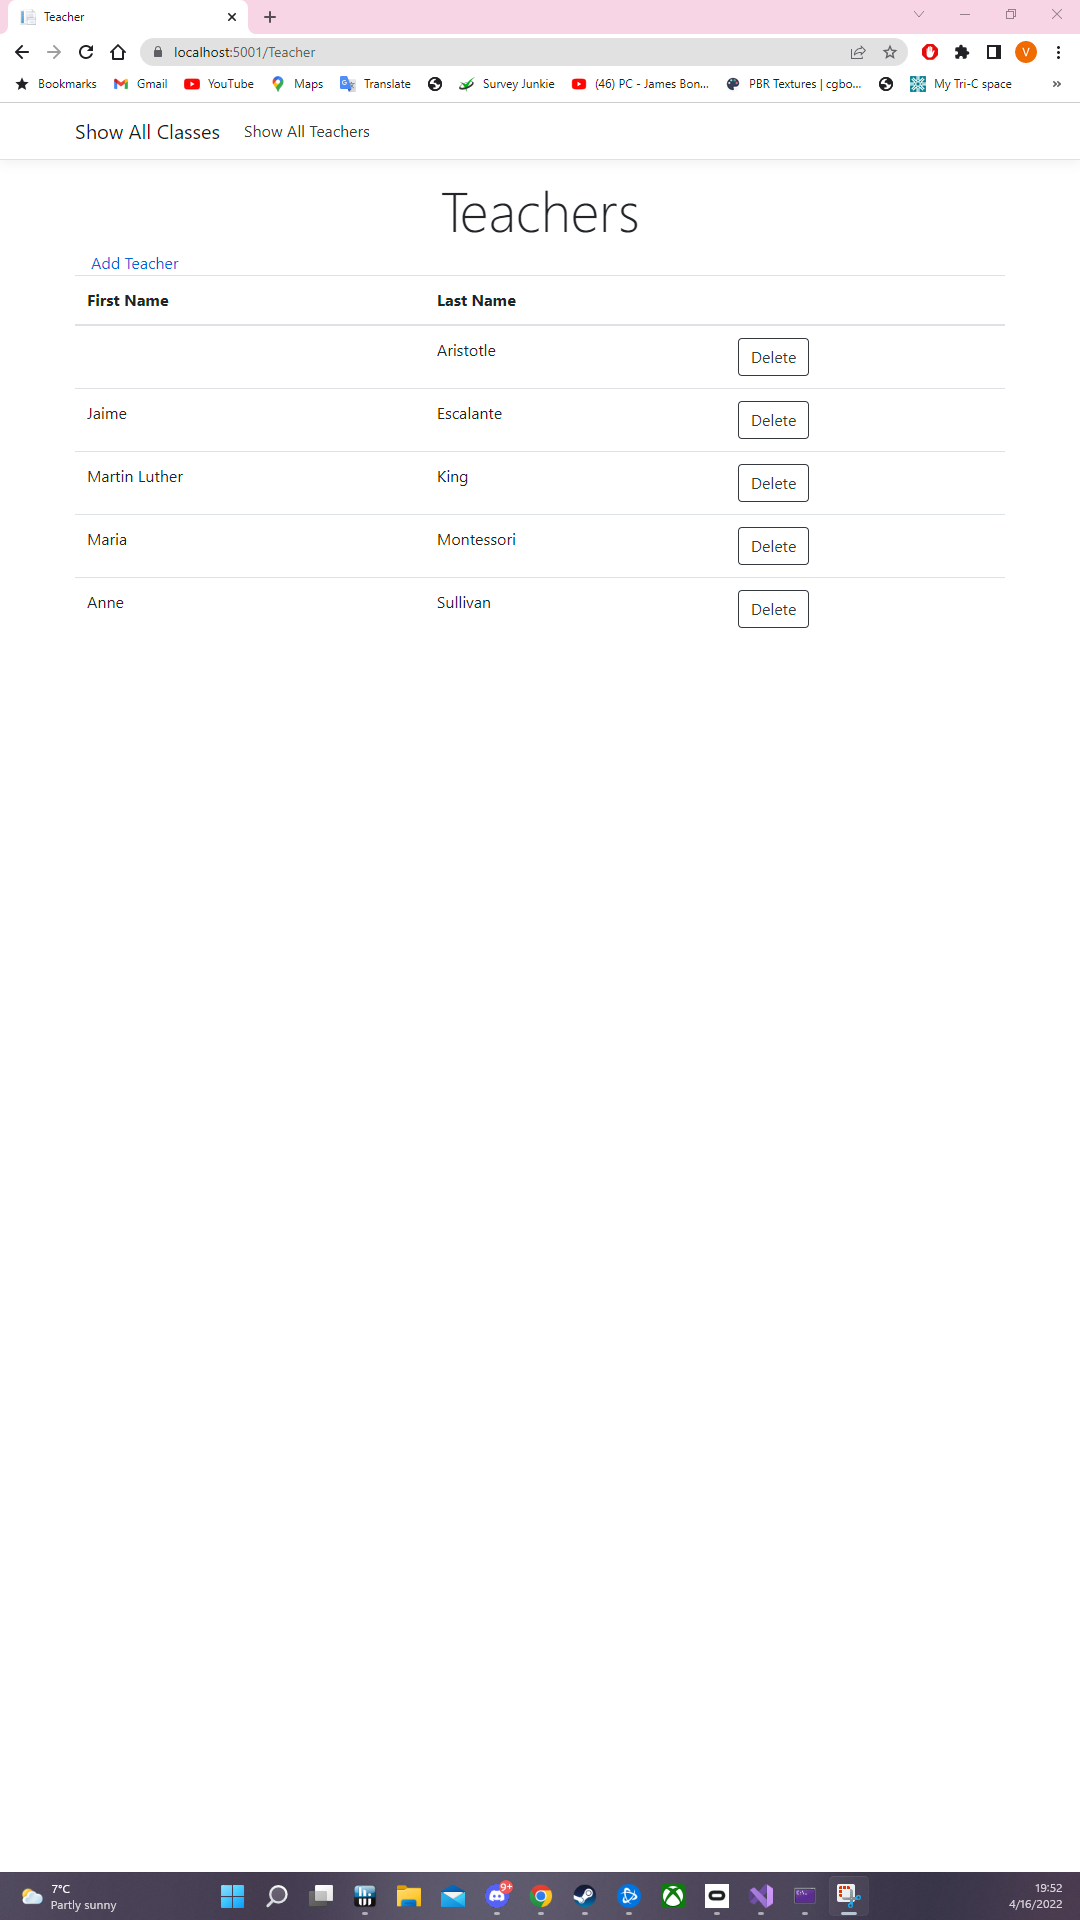 Teacher
localhost:5001/Teacher
V
Bookmarks Gmail YouTube Maps Translate Survey Junkie (46) PC - James Bon... PBR Textures | cgbo... My Tri-C space »
Show All Classes Show All Teachers
Teachers
Add Teacher
First Name Last Name
Aristotle Delete
Jaime Escalante Delete
Martin Luther King Delete
Maria Montessori Delete
Anne Sullivan Delete
7°C
Partly sunny
9+
19:52
4/16/2022